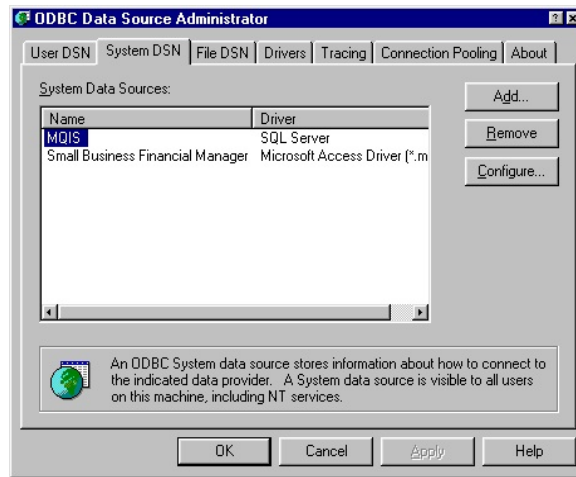 ODBC Data Source Administrator
User DSN System DSN File DSN Drivers Tracing Connection Pooling About
System Data Sources:
Name Driver
MQIS SQL Server
Small Business Financial Manager Microsoft Access Driver (*.m
Add...
Remove
Configure...
An ODBC System data source stores information about how to connect to
the indicated data provider. A System data source is visible to all users
on this machine, including NT services.
OK Cancel Apply Help